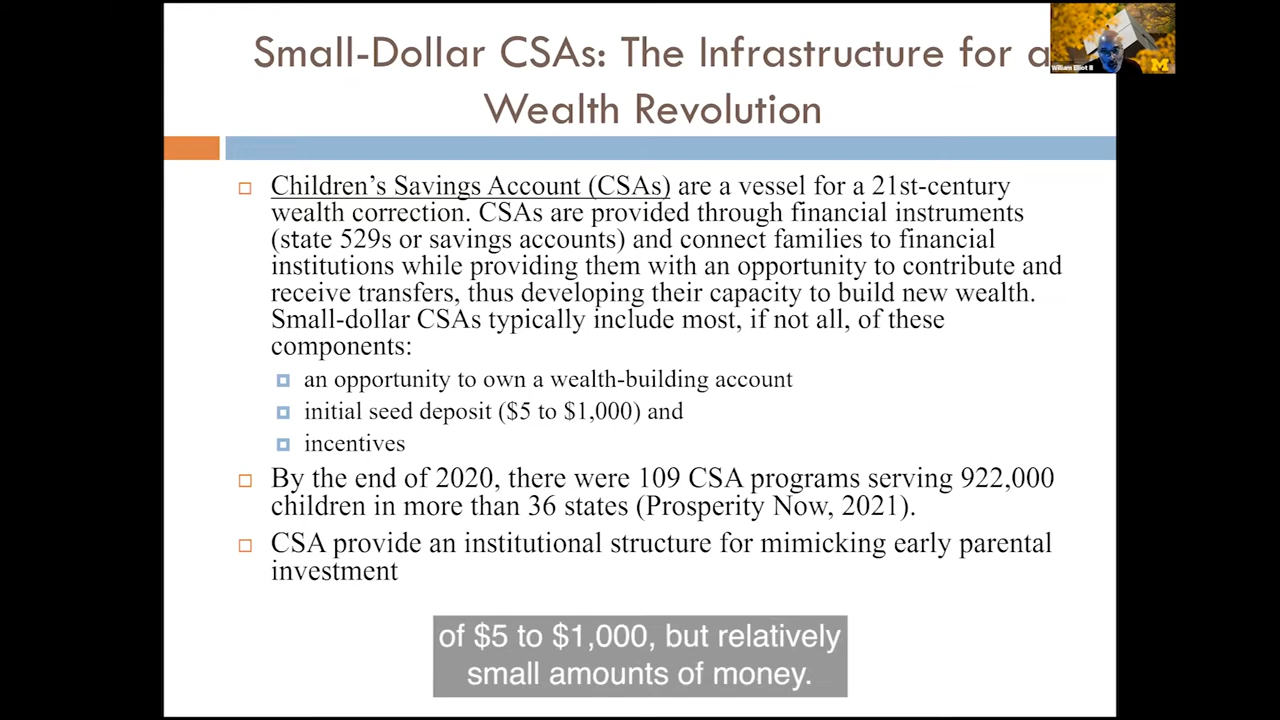 Small-Dollar CSAs: The Infrastructure for a
Wealth Revolution
William Elliott III
M
Children's Savings Account (CSAs) are a vessel for a 21st-century
wealth correction. CSAs are provided through financial instruments
(state 529s or savings accounts) and connect families to financial
institutions while providing them with an opportunity to contribute and
receive transfers, thus developing their capacity to build new wealth.
Small-dollar CSAs typically include most, if not all, of these
components:
an opportunity to own a wealth-building account
initial seed deposit ($5 to $1,000) and
incentives
By the end of 2020, there were 109 CSA programs serving 922,000
children in more than 36 states (Prosperity Now, 2021).
CSA provide an institutional structure for mimicking early parental
investment
of $5 to $1,000, but relatively
small amounts of money.